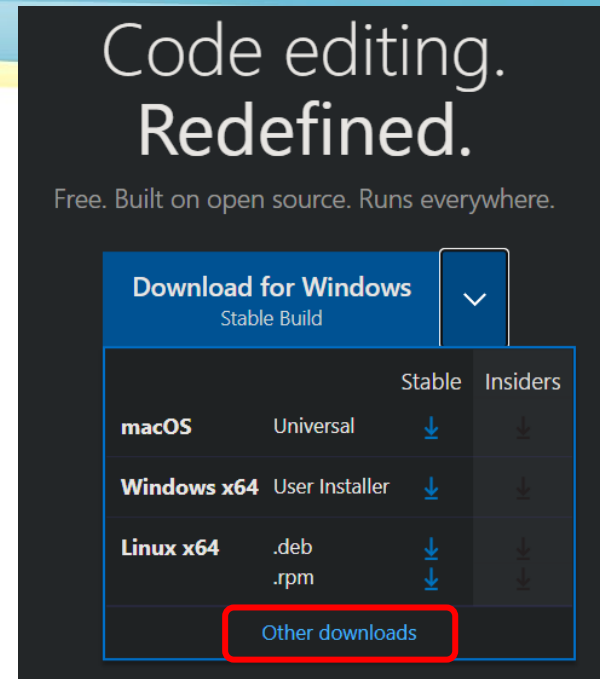 Code editing.
Redefined.
Free. Built on open source. Runs everywhere.
Download for Windows
Stable Build
Stable Insiders
macOS Universal
Windows x64 User Installer
Linux x64 .deb
.rpm
Other downloads